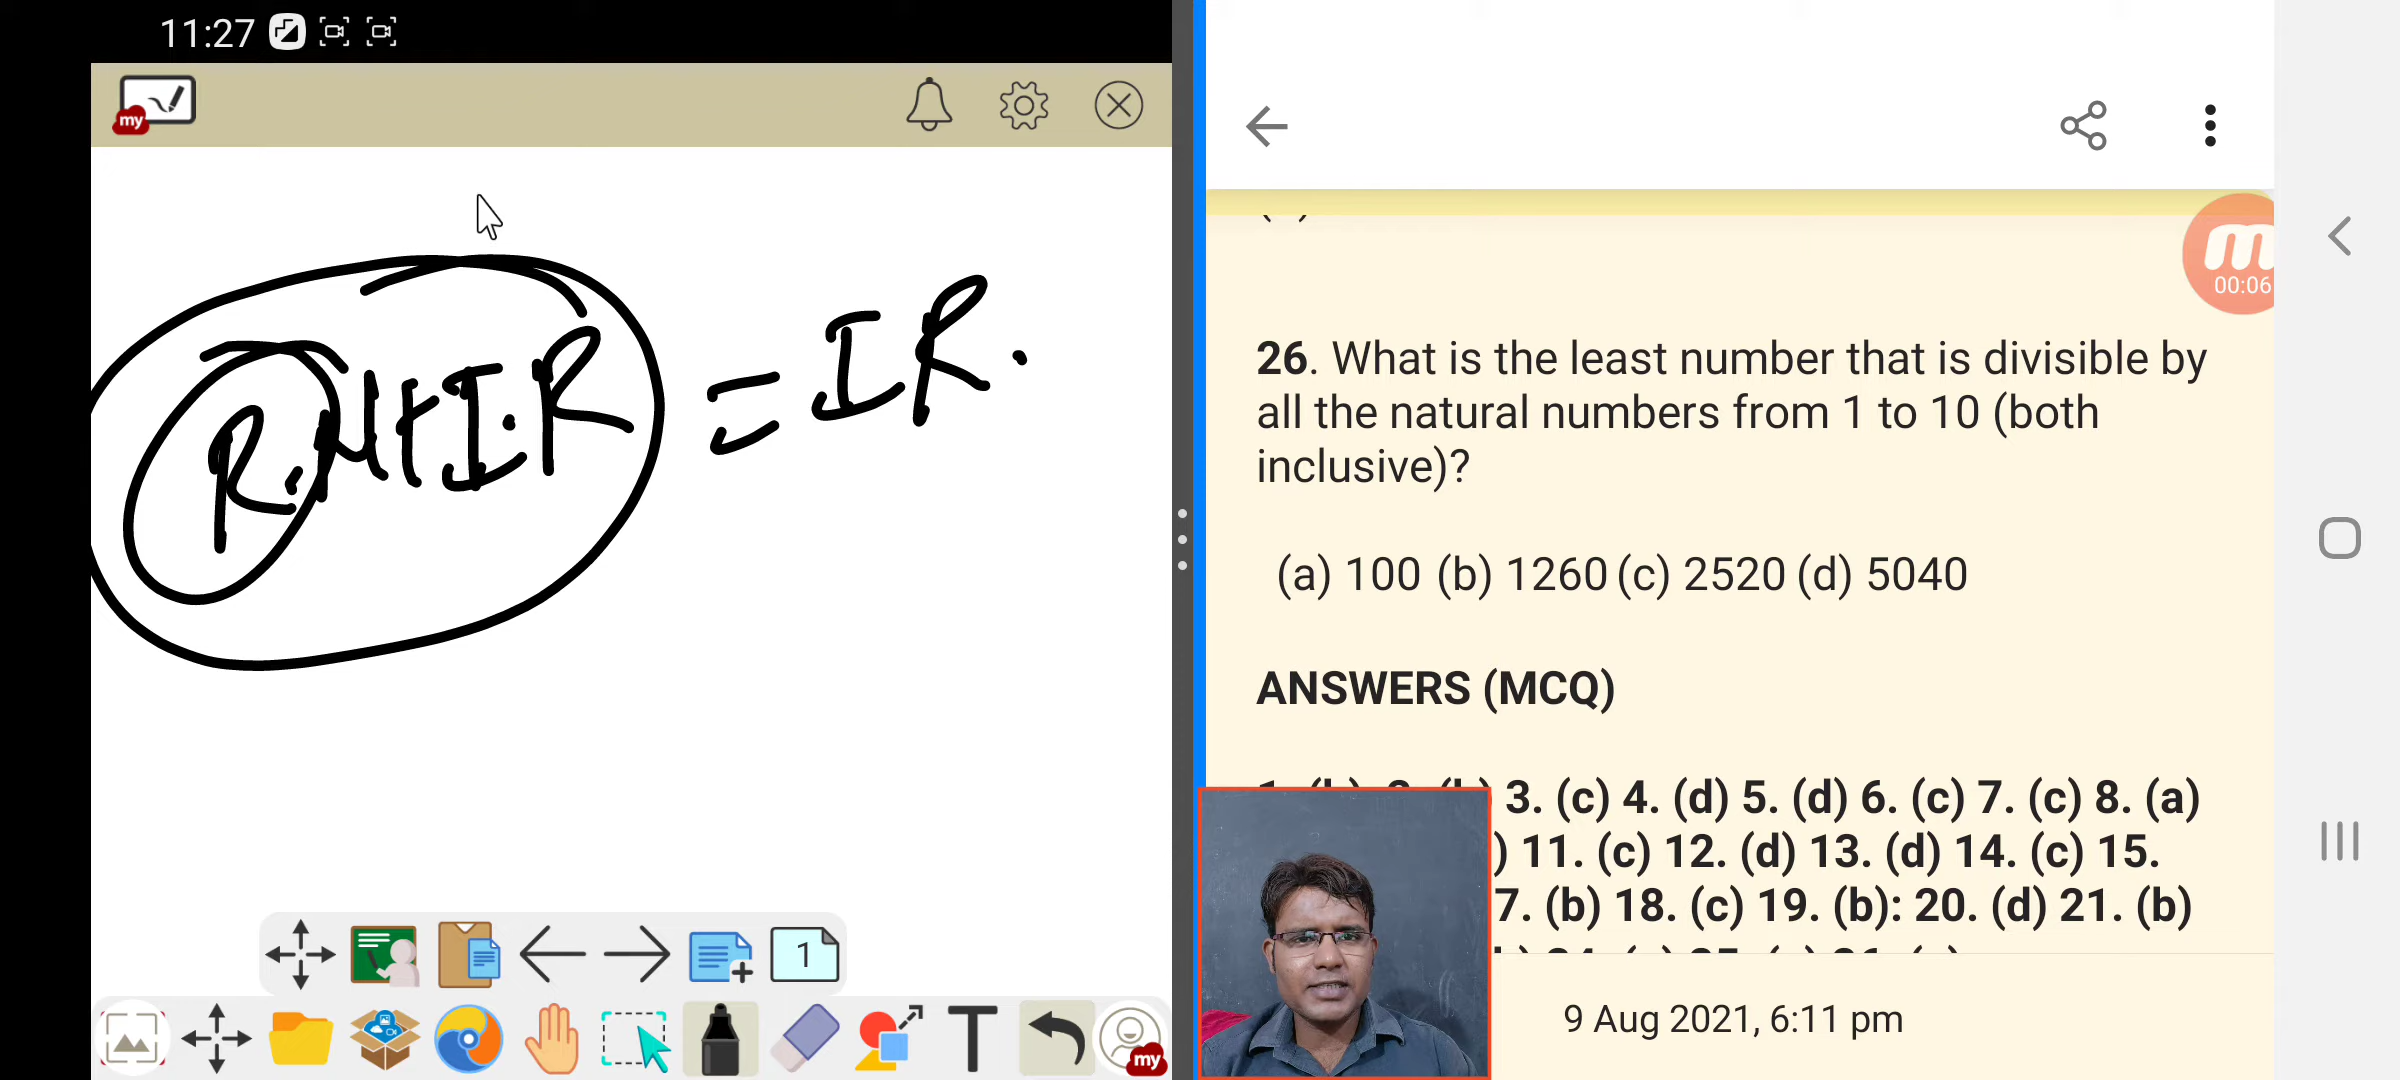 11:27
my
R.N+I.R = IR.
00:06
26. What is the least number that is divisible by
all the natural numbers from 1 to 10 (both
inclusive)?
(a) 100 (b) 1260 (c) 2520 (d) 5040
ANSWERS (MCQ)
3. (c) 4. (d) 5. (d) 6. (c) 7. (c) 8. (a)
) 11. (c) 12. (d) 13. (d) 14. (c) 15.
7. (b) 18. (c) 19. (b): 20. (d) 21. (b)
9 Aug 2021, 6:11 pm
1
T
my